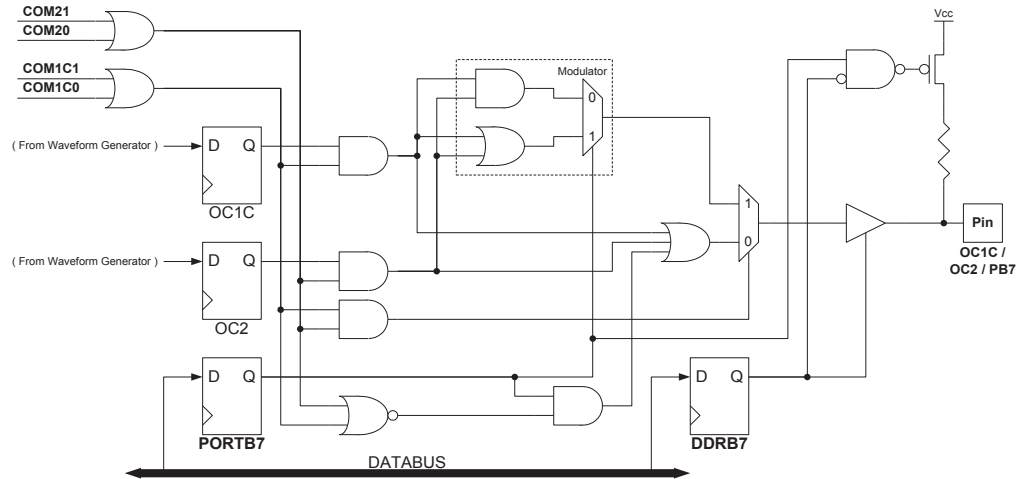 COM21
COM20
COM1C1
COM1C0
Vcc
Modulator
0
1
( From Waveform Generator )
D Q
OC1C
1
0
Pin
OC1C /
OC2 / PB7
( From Waveform Generator )
D Q
OC2
D Q
PORTB7
D Q
DDRB7
DATABUS